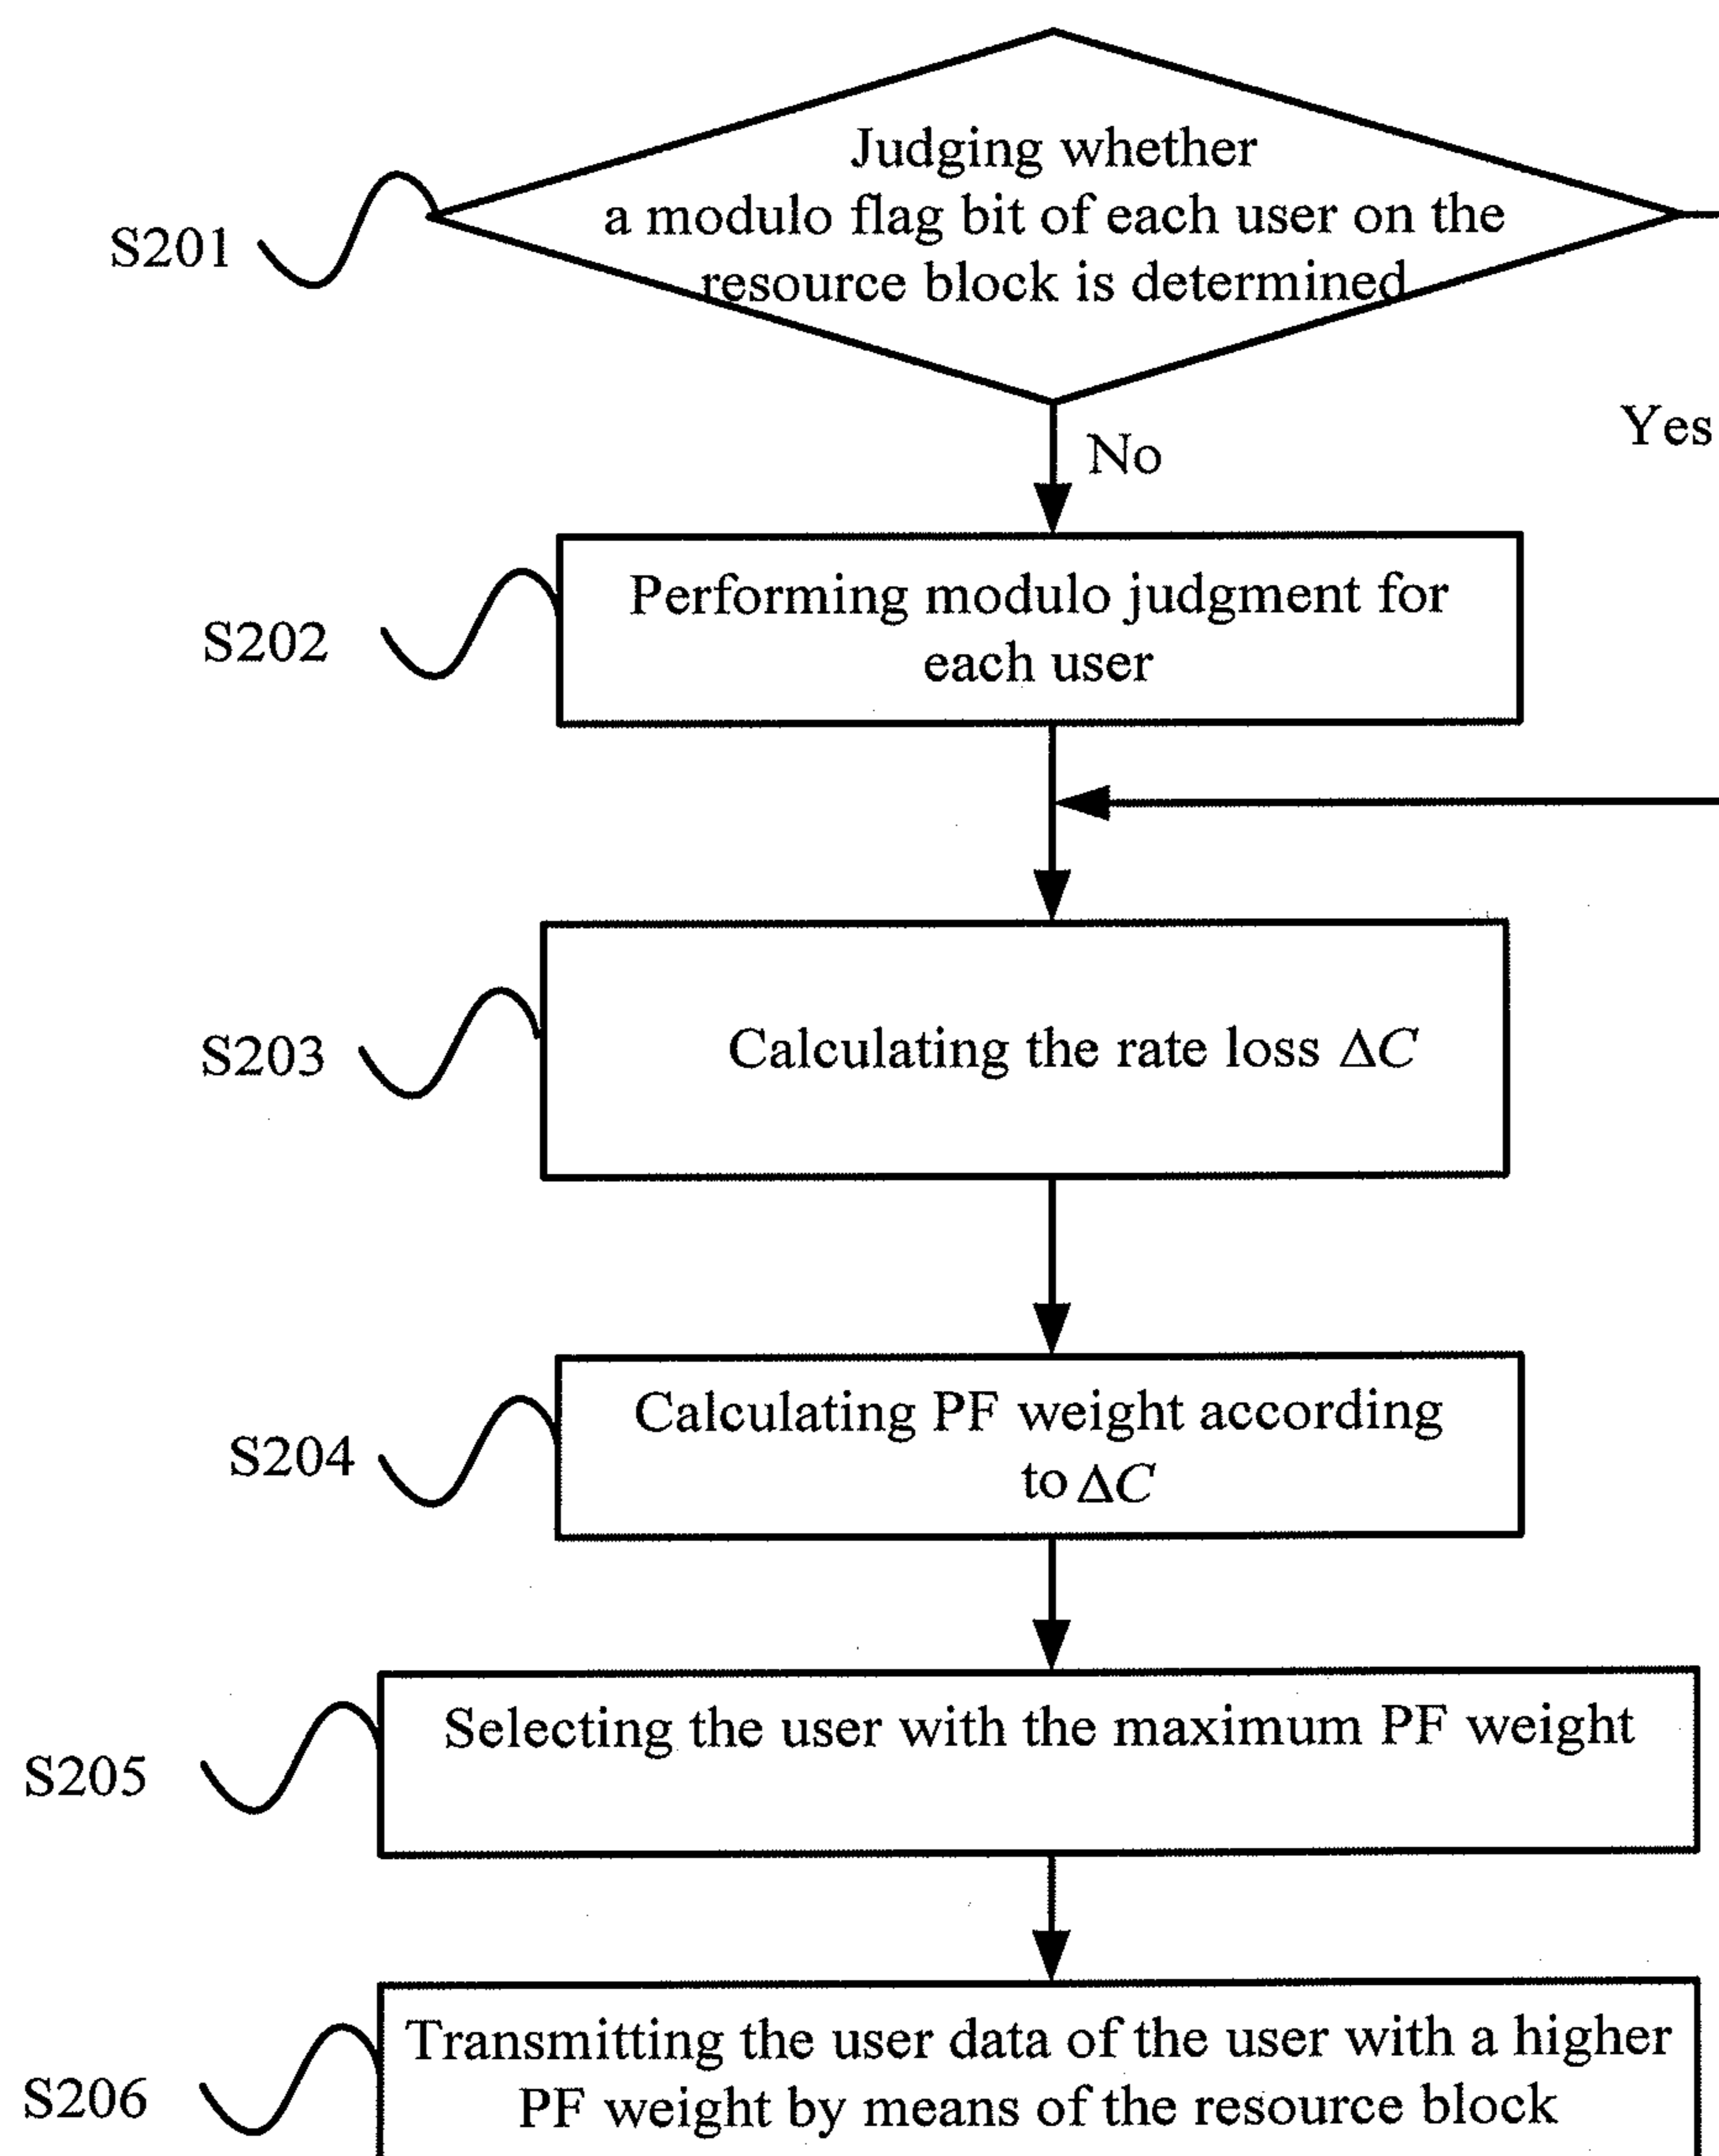 Judging whether
a modulo flag bit of each user on the
resource block is determined
S201
Yes
No
Performing modulo judgment for
each user
S202
Calculating the rate loss ΔC
S203
Calculating PF weight according
to ΔC
S204
Selecting the user with the maximum PF weight
S205
Transmitting the user data of the user with a higher
PF weight by means of the resource block
S206